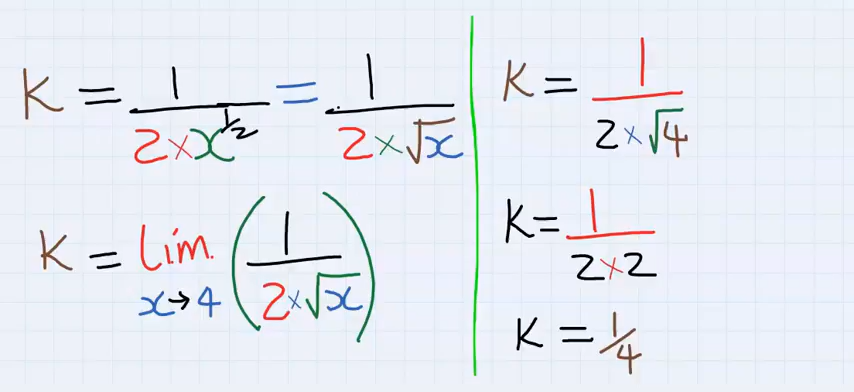 K = 1/(2 × x^1/2) = 1/(2 × √x)
K = lim. x→4 (1/(2 × √x))
K = 1/(2 × √4)
K = 1/(2 × 2)
K = 1/4